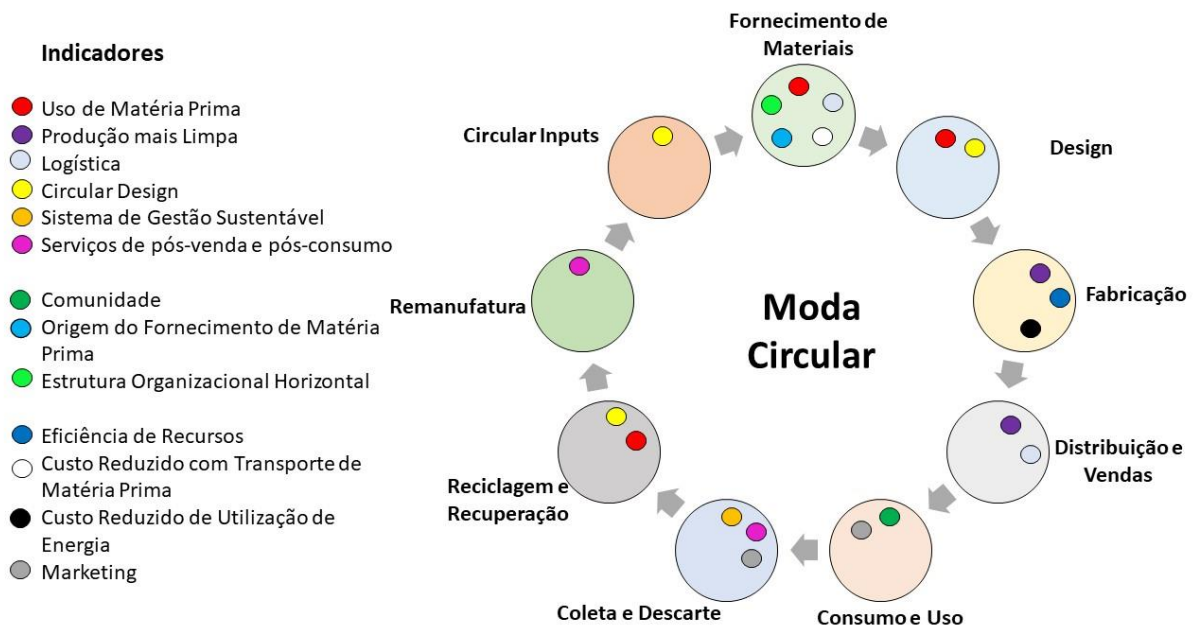 Indicadores
Uso de Matéria Prima
Produção mais Limpa
Logística
Circular Design
Sistema de Gestão Sustentável
Serviços de pós-venda e pós-consumo
Comunidade
Origem do Fornecimento de Matéria
Prima
Estrutura Organizacional Horizontal
Eficiência de Recursos
Custo Reduzido com Transporte de
Matéria Prima
Custo Reduzido de Utilização de
Energia
Marketing
Fornecimento de
Materiais
Design
Fabricação
Distribuição e
Vendas
Consumo e Uso
Coleta e Descarte
Reciclagem e
Recuperação
Remanufatura
Circular Inputs
Moda
Circular